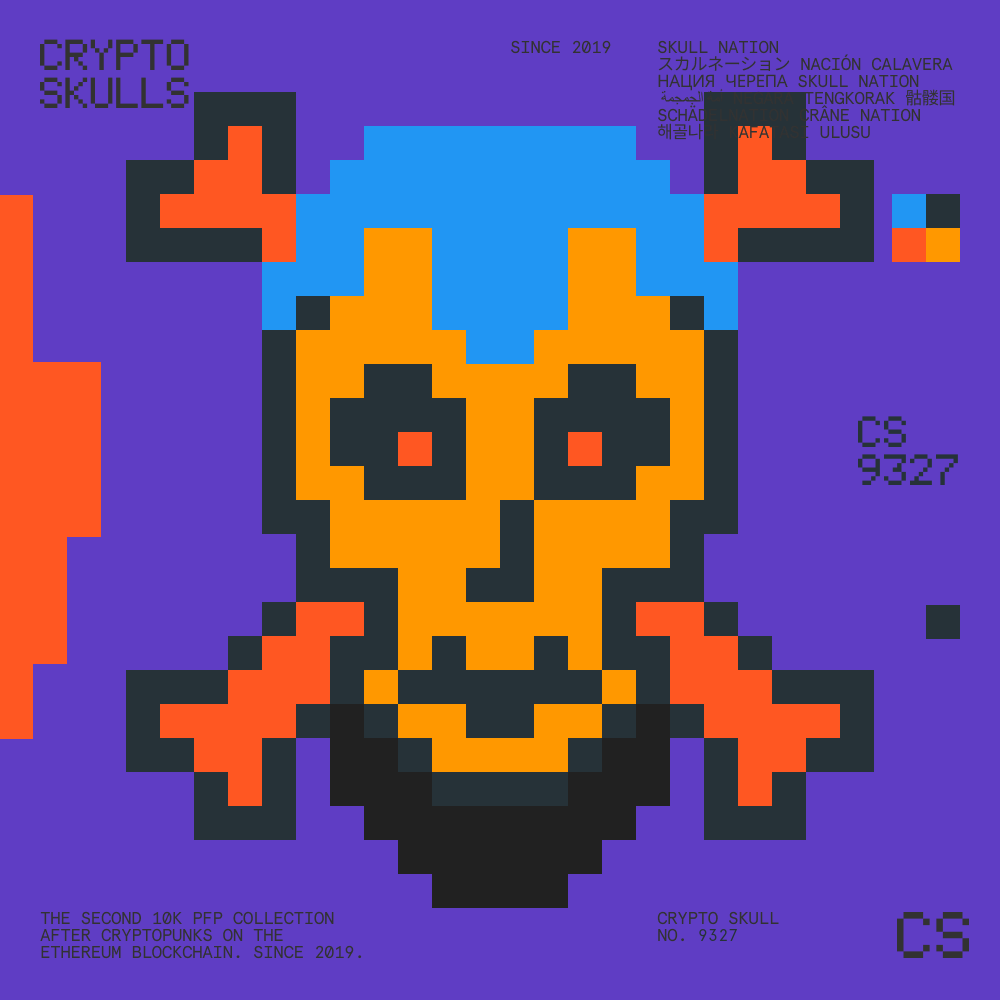 CRYPTO
SKULLS
SINCE 2019
SKULL NATION
スカルネーション NACIÓN CALAVERA
НАЦИЯ ЧЕРЕПА SKULL NATION
TENGKORAK 骷髅国
CRÂNE NATION
ULUSU
CS
9327
THE SECOND 10K PFP COLLECTION
AFTER CRYPTOPUNKS ON THE
ETHEREUM BLOCKCHAIN. SINCE 2019.
CRYPTO SKULL
NO. 9327
CS